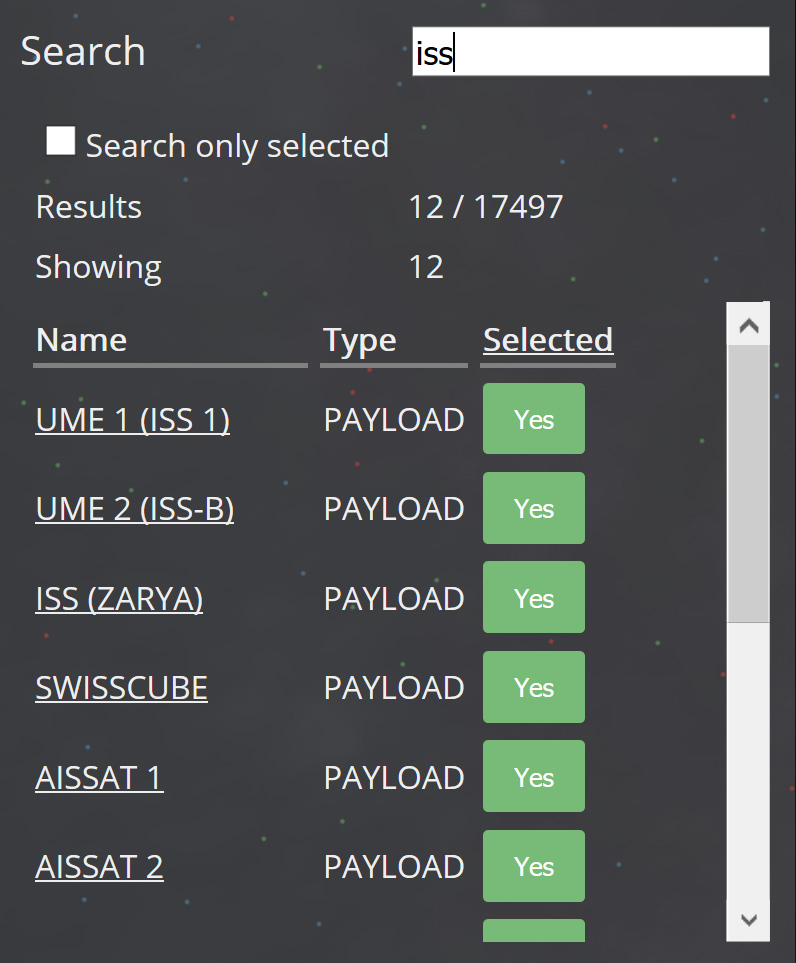 Search iss
Search only selected
Results 12 / 17497
Showing 12
Name Type Selected
UME 1 (ISS 1) PAYLOAD Yes
UME 2 (ISS-B) PAYLOAD Yes
ISS (ZARYA) PAYLOAD Yes
SWISSCUBE PAYLOAD Yes
AISSAT 1 PAYLOAD Yes
AISSAT 2 PAYLOAD Yes